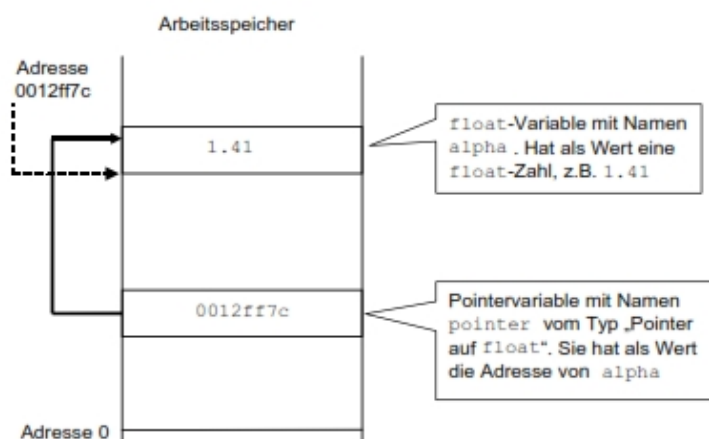 Arbeitsspeicher
Adresse
0012ff7c
1.41
float-Variable mit Namen
alpha . Hat als Wert eine
float-Zahl, z.B. 1.41
0012ff7c
Pointervariable mit Namen
pointer vom Typ „Pointer
auf float“. Sie hat als Wert
die Adresse von alpha
Adresse 0